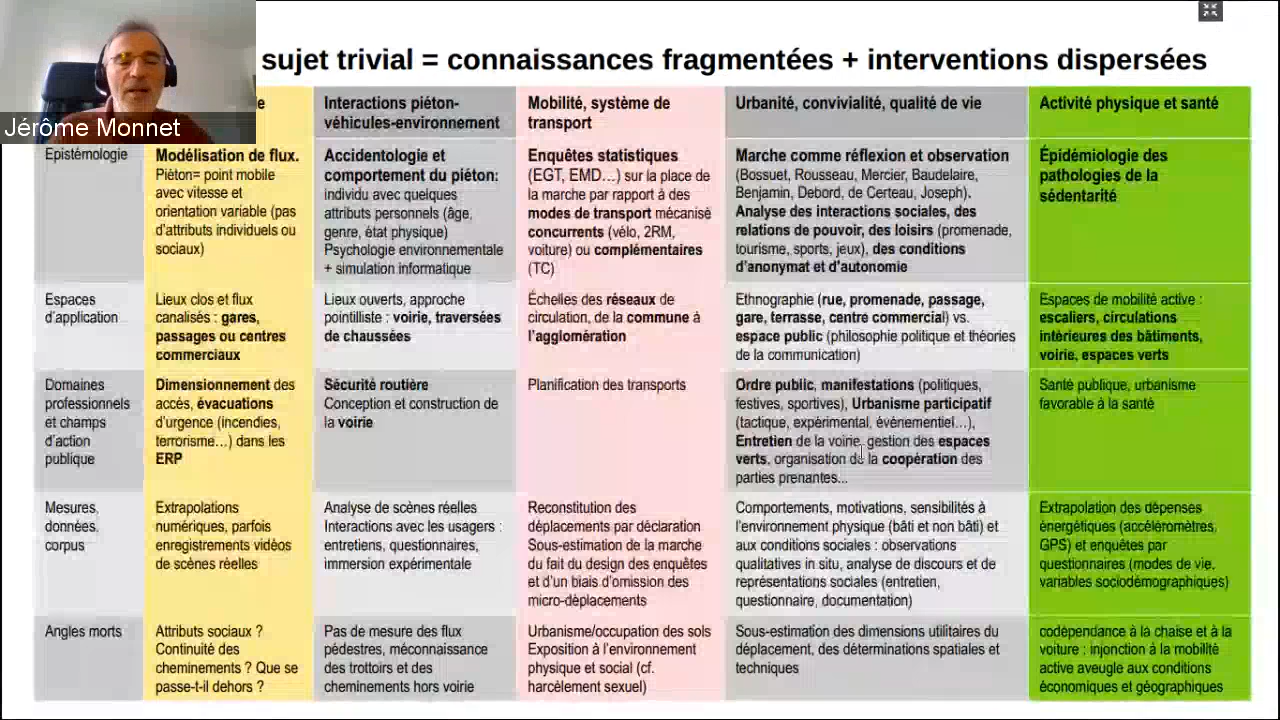 sujet trivial = connaissances fragmentées + interventions dispersées
Jérôme Monnet
Interactions piéton-
véhicules-environnement
Mobilité, système de
transport
Urbanité, convivialité, qualité de vie
Activité physique et santé
Epistémologie
Modélisation de flux.
Piéton= point mobile
avec vitesse et
orientation variable (pas
d'attributs individuels ou
sociaux)
Accidentologie et
comportement du piéton:
individu avec quelques
attributs personnels (âge,
genre, état physique)
Psychologie environnementale
+ simulation informatique
Enquêtes statistiques
(EGT, EMD…) sur la place de
la marche par rapport à des
modes de transport mécanisé
concurrents (vélo, 2RM,
voiture) ou complémentaires
(TC)
Marche comme réflexion et observation
(Bossuet, Rousseau, Mercier, Baudelaire,
Benjamin, Debord, de Certeau, Joseph).
Analyse des interactions sociales, des
relations de pouvoir, des loisirs (promenade,
tourisme, sports, jeux), des conditions
d'anonymat et d'autonomie
Épidémiologie des
pathologies de la
sédentarité
Espaces
d'application
Lieux clos et flux
canalisés : gares,
passages ou centres
commerciaux
Lieux ouverts, approche
pointilliste : voirie, traversées
de chaussées
Échelles des réseaux de
circulation, de la commune à
l'agglomération
Ethnographie (rue, promenade, passage,
gare, terrasse, centre commercial) vs.
espace public (philosophie politique et théories
de la communication)
Espaces de mobilité active :
escaliers, circulations
intérieures des bâtiments,
voirie, espaces verts
Domaines
professionnels
et champs
d'action
publique
Dimensionnement des
accès, évacuations
d'urgence (incendies,
terrorisme…) dans les
ERP
Sécurité routière
Conception et construction de
la voirie
Planification des transports
Ordre public, manifestations (politiques,
festives, sportives), Urbanisme participatif
(tactique, expérimental, événementiel…),
Entretien de la voirie, gestion des espaces
verts, organisation de la coopération des
parties prenantes...
Santé publique, urbanisme
favorable à la santé
Mesures,
données,
corpus
Extrapolations
numériques, parfois
enregistrements vidéos
de scènes réelles
Analyse de scènes réelles
Interactions avec les usagers :
entretiens, questionnaires,
immersion expérimentale
Reconstitution des
déplacements par déclaration
Sous-estimation de la marche
du fait du design des enquêtes
et d'un biais d'omission des
micro-déplacements
Comportements, motivations, sensibilités à
l'environnement physique (bâti et non bâti) et
aux conditions sociales : observations
qualitatives in situ, analyse de discours et de
représentations sociales (entretien,
questionnaire, documentation)
Extrapolation des dépenses
énergétiques (accéléromètres,
GPS) et enquêtes par
questionnaires (modes de vie,
variables sociodémographiques)
Angles morts
Attributs sociaux ?
Continuité des
cheminements ? Que se
passe-t-il dehors ?
Pas de mesure des flux
pédestres, méconnaissance
des trottoirs et des
cheminements hors voirie
Urbanisme/occupation des sols
Exposition à l'environnement
physique et social (cf.
harcèlement sexuel)
Sous-estimation des dimensions utilitaires du
déplacement, des déterminations spatiales et
techniques
codépendance à la chaise et à la
voiture : injonction à la mobilité
active aveugle aux conditions
économiques et géographiques